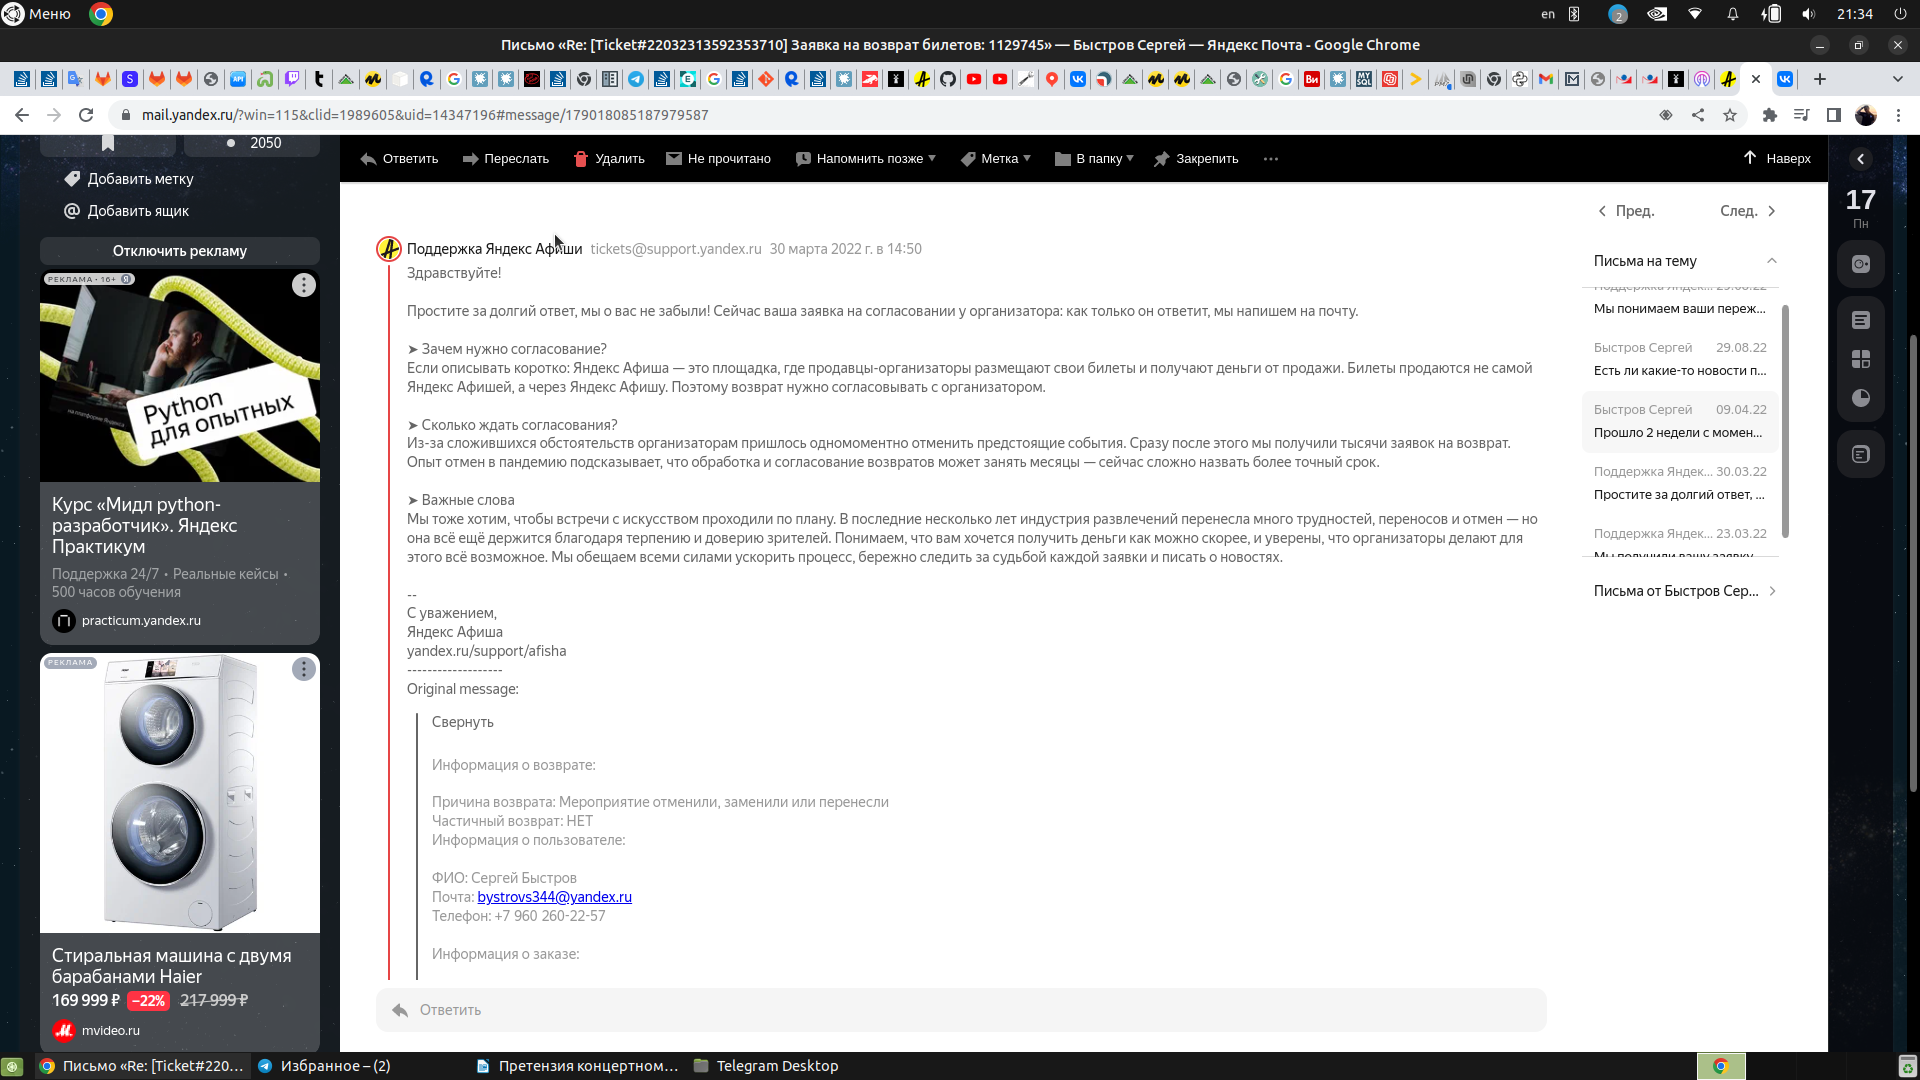 Меню
en
2
21:34
Письмо «Re: [Ticket#22032313592353710] Заявка на возврат билетов: 1129745» — Быстров Сергей — Яндекс Почта - Google Chrome
mail.yandex.ru/?win=115&clid=1989605&uid=14347196#message/179018085187979587
2050
Добавить метку
Добавить ящик
Отключить рекламу
РЕКЛАМА • 16+
Python
для опытных
на платформе Яндекса
Курс «Мидл python-
разработчик». Яндекс
Практикум
Поддержка 24/7 • Реальные кейсы •
500 часов обучения
practicum.yandex.ru
РЕКЛАМА
Стиральная машина с двумя
барабанами Haier
169 999 ₽ −22% 217 999 ₽
mvideo.ru
Ответить
Переслать
Удалить
Не прочитано
Напомнить позже
Метка
В папку
Закрепить
Наверх
Поддержка Яндекс Афиши tickets@support.yandex.ru 30 марта 2022 г. в 14:50
Здравствуйте!
Простите за долгий ответ, мы о вас не забыли! Сейчас ваша заявка на согласовании у организатора: как только он ответит, мы напишем на почту.
➤ Зачем нужно согласование?
Если описывать коротко: Яндекс Афиша — это площадка, где продавцы-организаторы размещают свои билеты и получают деньги от продажи. Билеты продаются не самой
Яндекс Афишей, а через Яндекс Афишу. Поэтому возврат нужно согласовывать с организатором.
➤ Сколько ждать согласования?
Из-за сложившихся обстоятельств организаторам пришлось одномоментно отменить предстоящие события. Сразу после этого мы получили тысячи заявок на возврат.
Опыт отмен в пандемию подсказывает, что обработка и согласование возвратов может занять месяцы — сейчас сложно назвать более точный срок.
➤ Важные слова
Мы тоже хотим, чтобы встречи с искусством проходили по плану. В последние несколько лет индустрия развлечений перенесла много трудностей, переносов и отмен — но
она всё ещё держится благодаря терпению и доверию зрителей. Понимаем, что вам хочется получить деньги как можно скорее, и уверены, что организаторы делают для
этого всё возможное. Мы обещаем всеми силами ускорить процесс, бережно следить за судьбой каждой заявки и писать о новостях.
--
С уважением,
Яндекс Афиша
yandex.ru/support/afisha
-------------------
Original message:
Свернуть
Информация о возврате:
Причина возврата: Мероприятие отменили, заменили или перенесли
Частичный возврат: НЕТ
Информация о пользователе:
ФИО: Сергей Быстров
Почта: bystrovs344@yandex.ru
Телефон: +7 960 260-22-57
Информация о заказе:
Ответить
Пред.
След.
Письма на тему
Поддержка Яндек... 29.08.22
Мы понимаем ваши переж...
Быстров Сергей 29.08.22
Есть ли какие-то новости п...
Быстров Сергей 09.04.22
Прошло 2 недели с момен...
Поддержка Яндек... 30.03.22
Простите за долгий ответ, ...
Поддержка Яндек... 23.03.22
Мы получили вашу заявку
Письма от Быстров Сер...
17
Пн
Письмо «Re: [Ticket#220...
Избранное – (2)
Претензия концертном...
Telegram Desktop